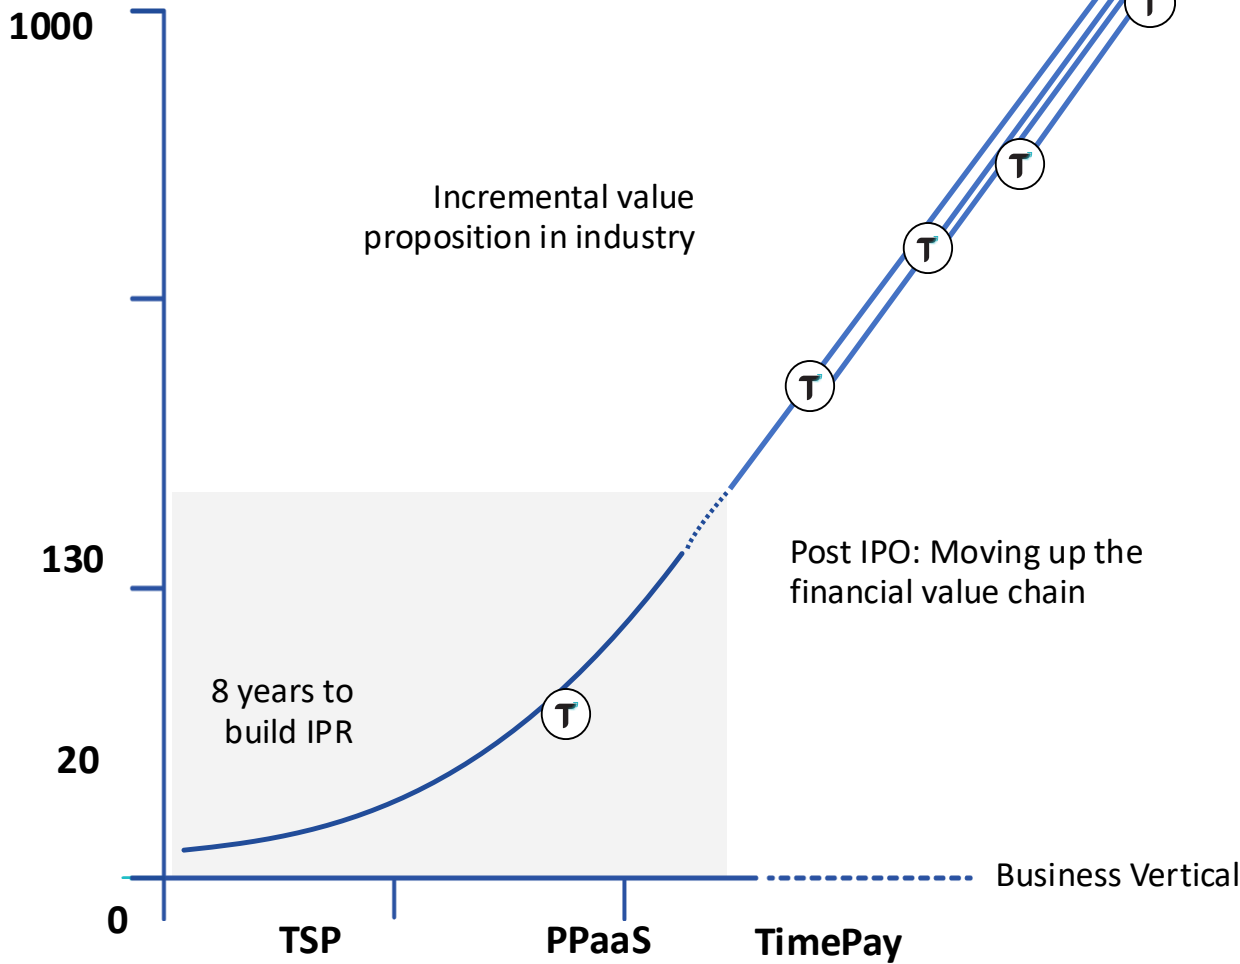 1000
Incremental value
proposition in industry
130
Post IPO: Moving up the
financial value chain
8 years to
build IPR
20
Business Vertical
0
TSP
PPaaS
TimePay
T
T
T
T
T